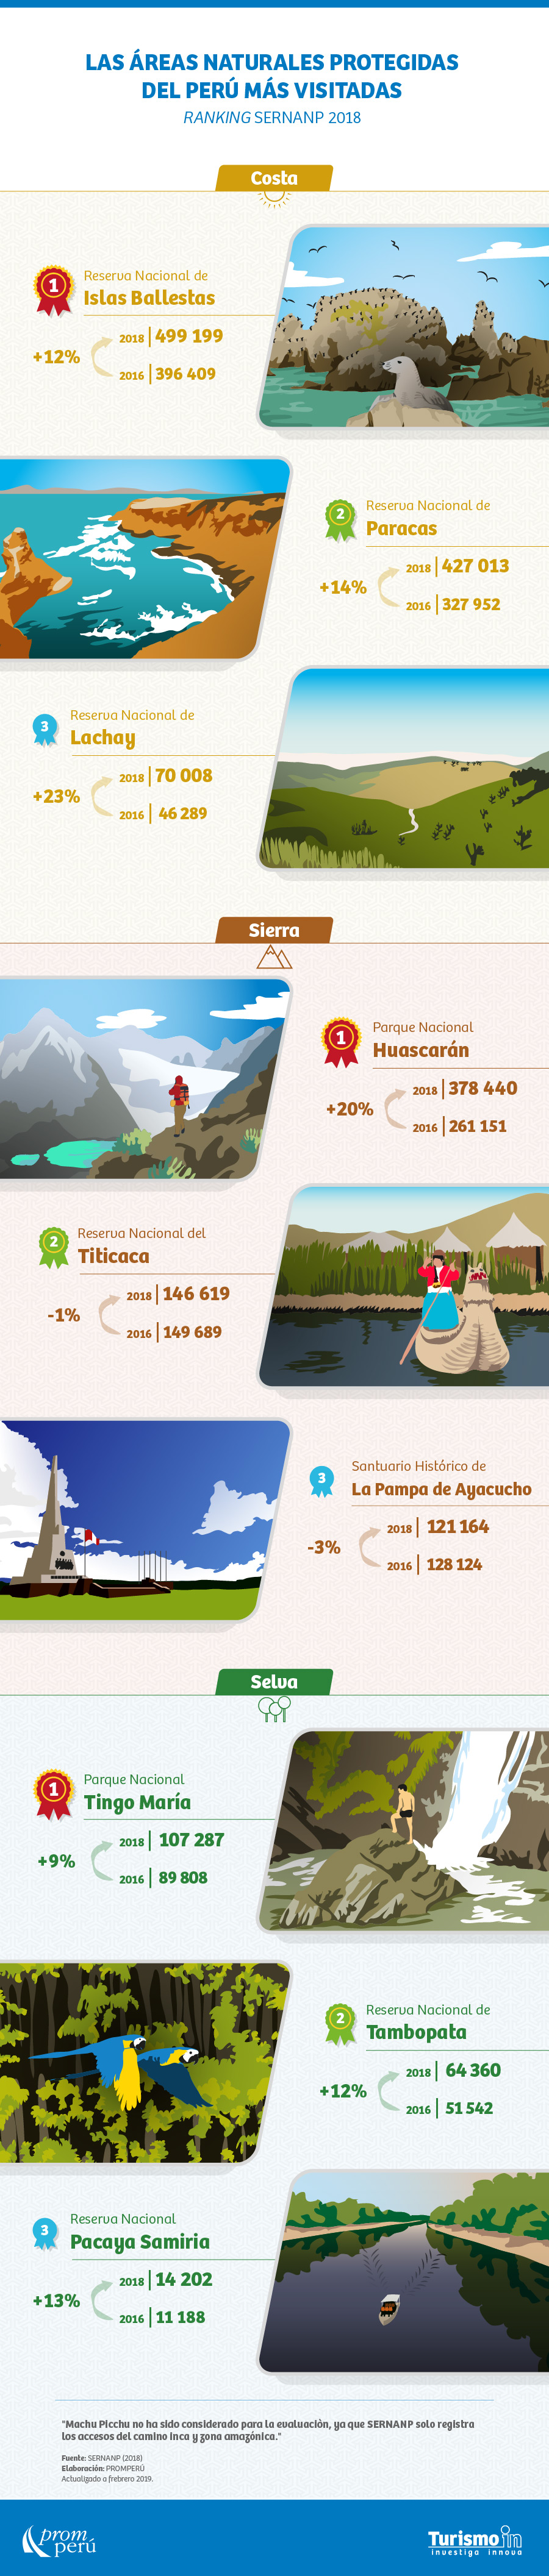 LAS ÁREAS NATURALES PROTEGIDAS
DEL PERÚ MÁS VISITADAS
RANKING SERNANP 2018
Costa
1
Reserva Nacional de
Islas Ballestas
+12%
2018 | 499 199
2016 | 396 409
2
Reserva Nacional de
Paracas
+14%
2018 | 427 013
2016 | 327 952
3
Reserva Nacional de
Lachay
+23%
2018 | 70 008
2016 | 46 289
Sierra
1
Parque Nacional
Huascarán
+20%
2018 | 378 440
2016 | 261 151
2
Reserva Nacional del
Titicaca
-1%
2018 | 146 619
2016 | 149 689
3
Santuario Histórico de
La Pampa de Ayacucho
-3%
2018 | 121 164
2016 | 128 124
Selva
1
Parque Nacional
Tingo María
+9%
2018 | 107 287
2016 | 89 808
2
Reserva Nacional de
Tambopata
+12%
2018 | 64 360
2016 | 51 542
3
Reserva Nacional
Pacaya Samiria
+13%
2018 | 14 202
2016 | 11 188
"Machu Picchu no ha sido considerado para la evaluaciòn, ya que SERNANP solo registra
los accesos del camino inca y zona amazónica."
Fuente: SERNANP (2018)
Elaboración: PROMPERÚ
Actualizado a frebrero 2019.
prom
perú
Turismo in
investiga innova